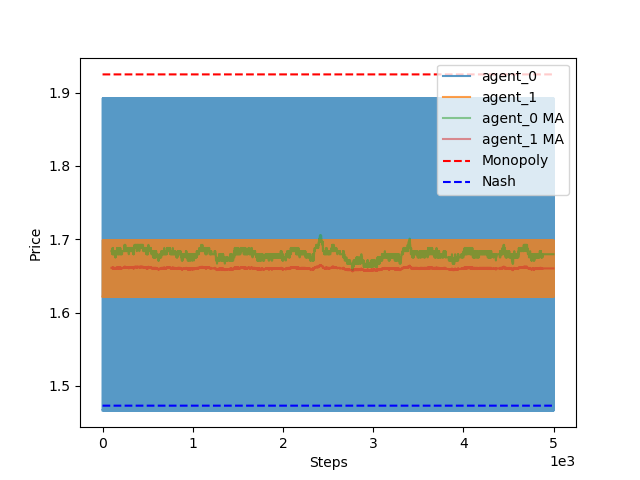 agent_0
agent_1
agent_0 MA
agent_1 MA
Monopoly
Nash
Price
1.9
1.8
1.7
1.6
1.5
0
1
2
3
4
5
Steps
1e3